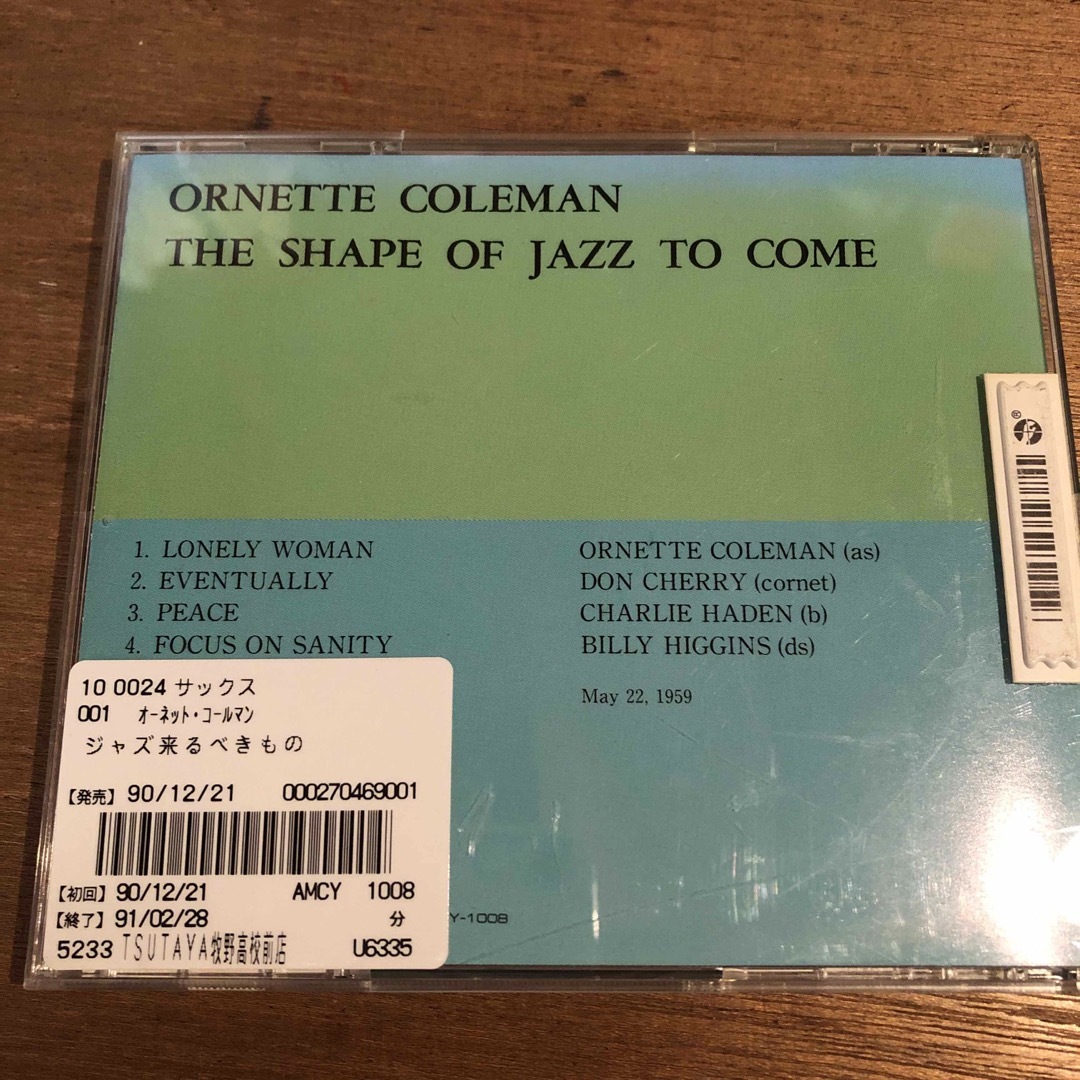 ORNETTE COLEMAN
THE SHAPE OF JAZZ TO COME
1. LONELY WOMAN
2. EVENTUALLY
3. PEACE
4. FOCUS ON SANITY
ORNETTE COLEMAN (as)
DON CHERRY (cornet)
CHARLIE HADEN (b)
BILLY HIGGINS (ds)
May 22, 1959
10 0024 サックス
001 ｵｰﾈｯﾄ･ｺｰﾙﾏﾝ
ジャズ来るべきもの
【発売】 90/12/21 000270469001
【初回】 90/12/21 AMCY 1008
【終了】 91/02/28 分
5233 TSUTAYA牧野高校前店 U6335
Y-1008
®